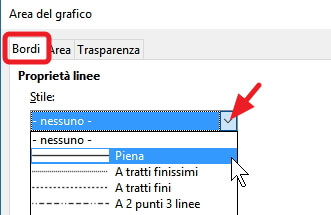 Area del grafico
Bordi Area Trasparenza
Proprietà linee
Stile:
- nessuno -
- nessuno -
Piena
A tratti finissimi
A tratti fini
A 2 punti 3 linee